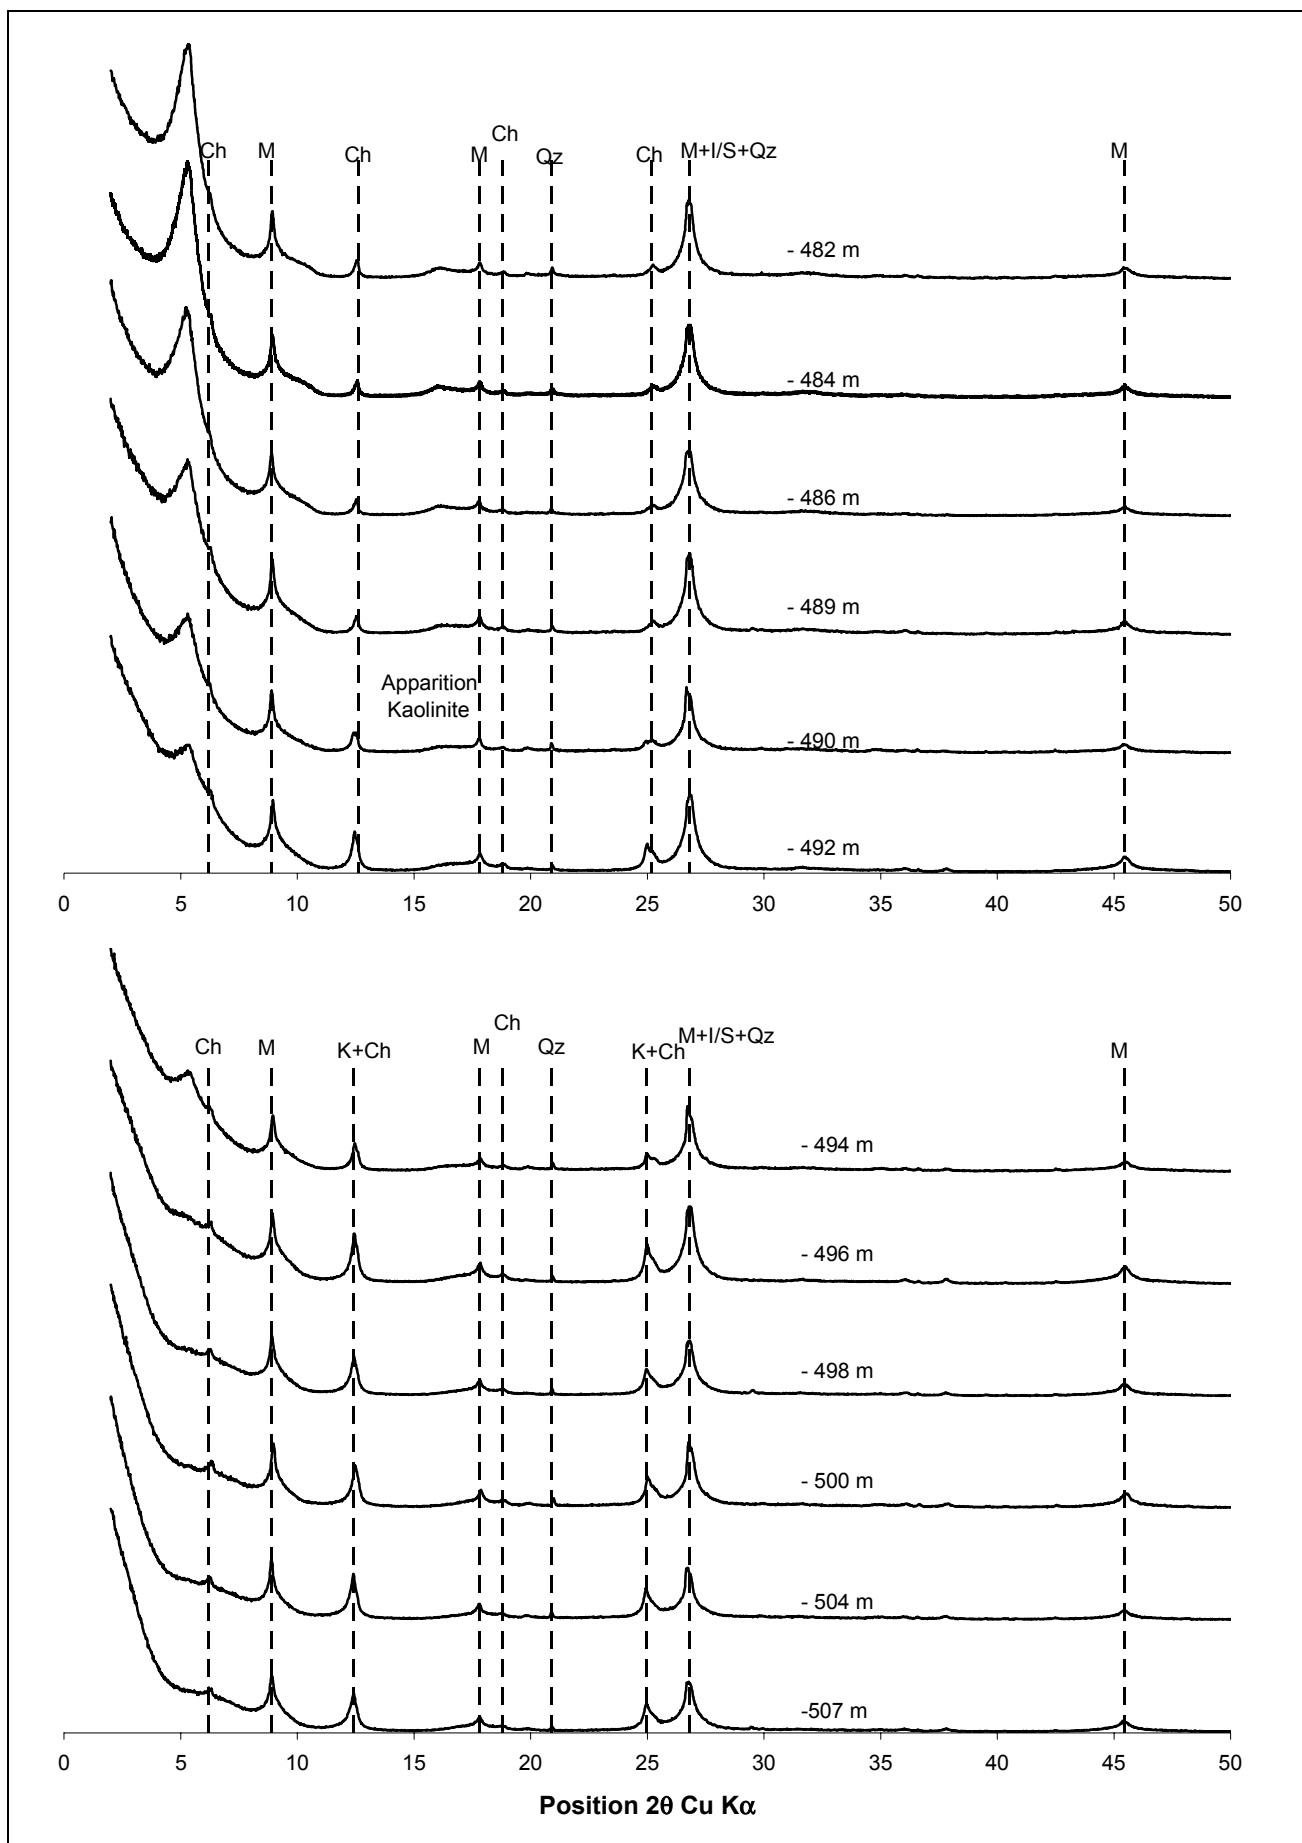 Ch
Ch M Ch M Qz Ch M+I/S+Qz M
- 482 m
- 484 m
- 486 m
- 489 m
Apparition
Kaolinite
- 490 m
- 492 m
0 5 10 15 20 25 30 35 40 45 50
Ch
Ch M K+Ch M Qz K+Ch M+I/S+Qz M
- 494 m
- 496 m
- 498 m
- 500 m
- 504 m
-507 m
0 5 10 15 20 25 30 35 40 45 50
Position 2θ Cu Kα